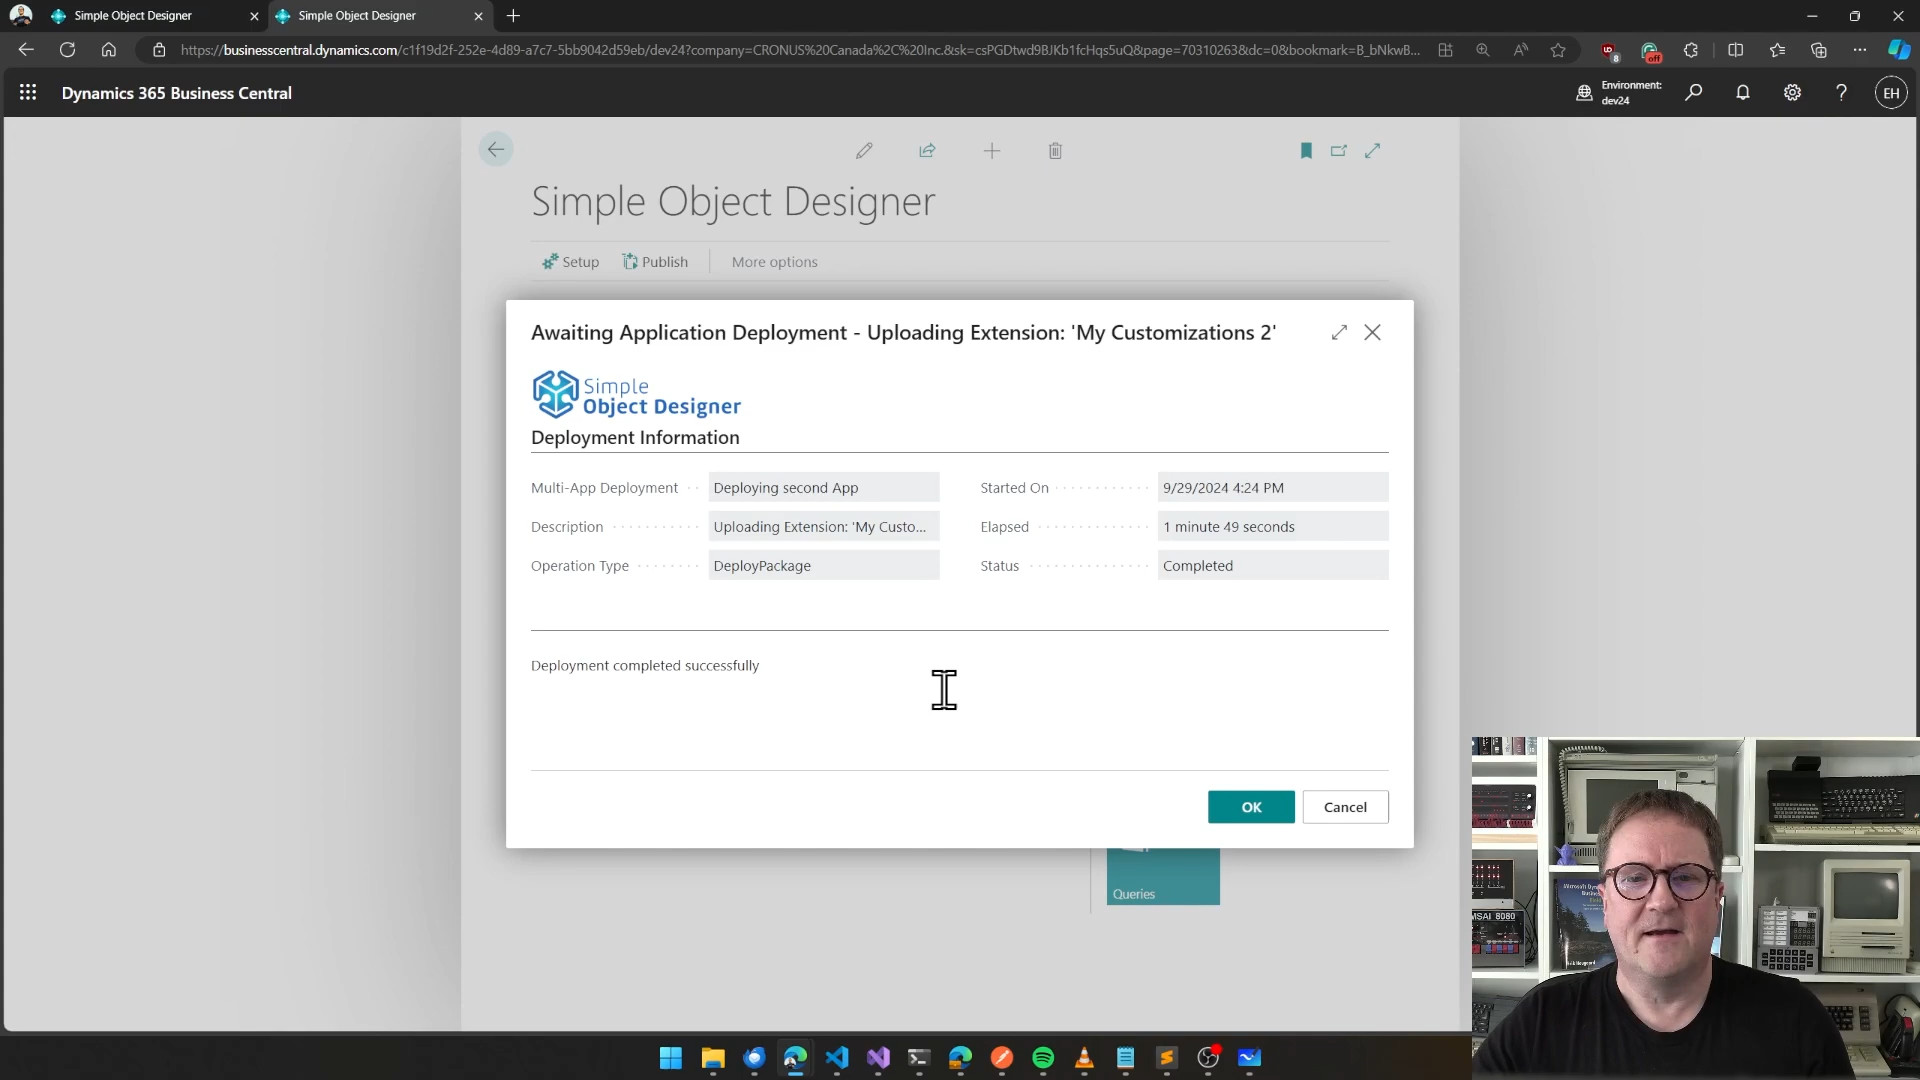 Simple Object Designer
Simple Object Designer
https://businesscentral.dynamics.com/c1f19d2f-252e-4d89-a7c7-5bb9042d59eb/dev24?company=CRONUS%20Canada%2C%20Inc.&sk=csPGDtwd9BJKb1fcHqs5uQ&page=70310263&dc=0&bookmark=B_bNkwB...
8
off
Dynamics 365 Business Central
Environment:
dev24
EH
Simple Object Designer
Setup
Publish
More options
Awaiting Application Deployment - Uploading Extension: 'My Customizations 2'
Simple
Object Designer
Deployment Information
Multi-App Deployment
Deploying second App
Started On
9/29/2024 4:24 PM
Description
Uploading Extension: 'My Custo...
Elapsed
1 minute 49 seconds
Operation Type
DeployPackage
Status
Completed
Deployment completed successfully
OK
Cancel
Queries